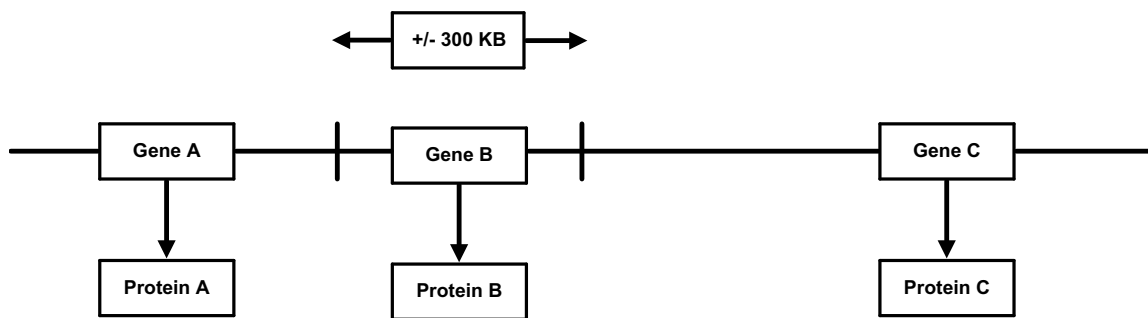 +/- 300 KB
Gene A
Gene B
Gene C
Protein A
Protein B
Protein C